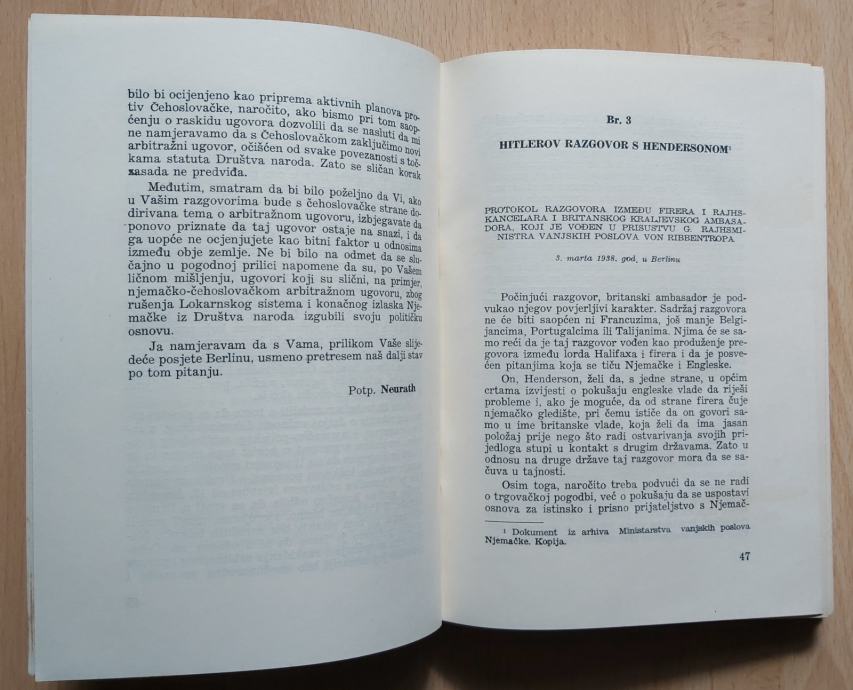 bilo bi ocijenjeno kao priprema aktivnih planova pro-
tiv Čehoslovačke, naročito, ako bismo pri tom saop-
ćenju o raskidu ugovora dozvolili da se nasluti da mi
ne namjeravamo da s Čehoslovačkom zaključimo novi
arbitražni ugovor, očišćen od svake povezanosti s toč-
kama statuta Društva naroda. Zato se sličan korak
zasada ne predviđa.
Međutim, smatram da bi bilo poželjno da Vi, ako
u Vašim razgovorima bude s čehoslovačke strane do-
dirivana tema o arbitražnom ugovoru, izbjegavate da
ponovo priznate da taj ugovor ostaje na snazi, i da
ga uopće ne ocjenjujete kao bitni faktor u odnosima
između obje zemlje. Ne bi bilo na odmet da se slu-
čajno u pogodnoj prilici napomene da su, po Vašem
ličnom mišljenju, ugovori koji su slični, na primjer,
njemačko-čehoslovačkom arbitražnom ugovoru, zbog
rušenja Lokarnskog sistema i konačnog izlaska Nje-
mačke iz Društva naroda izgubili svoju političku
osnovu.
Ja namjeravam da s Vama, prilikom Vaše slije-
deće posjete Berlinu, usmeno pretresem naš dalji stav
po tom pitanju.
Potp. Neurath
Br. 3
HITLEROV RAZGOVOR S HENDERSONOM¹
PROTOKOL RAZGOVORA IZMEĐU FIRERA I RAJHS-
KANCELARA I BRITANSKOG KRALJEVSKOG AMBASA-
DORA, KOJI JE VOĐEN U PRISUSTVU G. RAJHSMI-
NISTRA VANJSKIH POSLOVA VON RIBBENTROPA
3. marta 1938. god. u Berlinu
Počinjući razgovor, britanski ambasador je pod-
vukao njegov povjerljivi karakter. Sadržaj razgovora
ne će biti saopćen ni Francuzima, još manje Belgi-
jancima, Portugalcima ili Talijanima. Njima će se sa-
mo reći da je taj razgovor vođen kao produženje pre-
govora između lorda Halifaxa i firera i da je posve-
ćen pitanjima koja se tiču Njemačke i Engleske.
On, Henderson, želi da, s jedne strane, u općim
crtama izvijesti o pokušaju engleske vlade da riješi
probleme i, ako je moguće, da od strane firera čuje
njemačko gledište, pri čemu ističe da on govori sa-
mo u ime britanske vlade, koja želi da ima jasan
položaj prije nego što radi ostvarivanja svojih pri-
jedloga stupi u kontakt s drugim državama. Zato u
odnosu na druge države taj razgovor mora da se sa-
čuva u tajnosti.
Osim toga, naročito treba podvući da se ne radi
o trgovačkoj pogodbi, već o pokušaju da se uspostavi
osnova za istinsko i prisno prijateljstvo s Njemač-
¹ Dokument iz arhiva Ministarstva vanjskih poslova
Njemačke. Kopija.
47